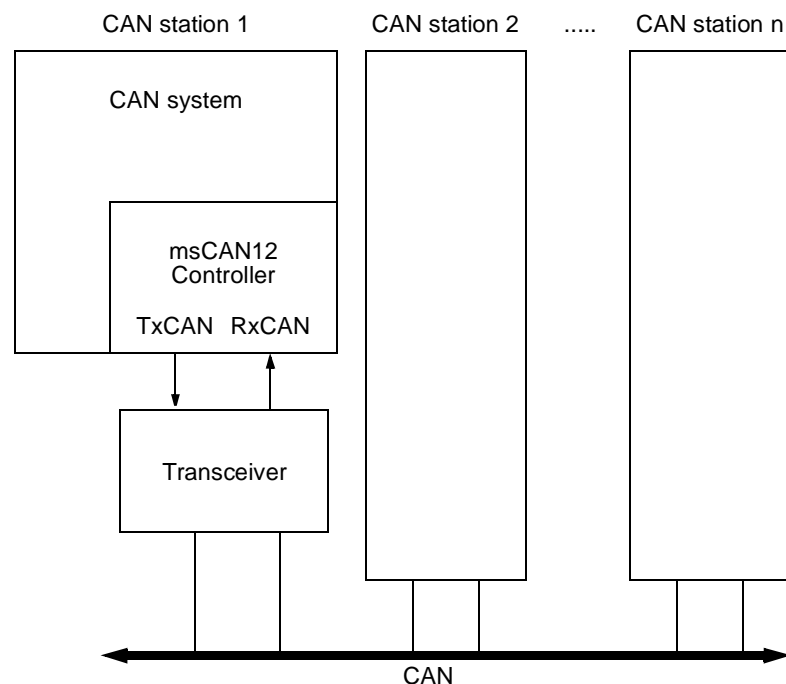 CAN station 1
CAN station 2
.....
CAN station n
CAN system
msCAN12
Controller
TxCAN
RxCAN
Transceiver
CAN